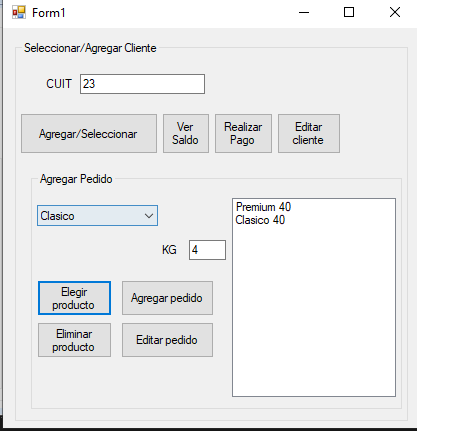 Form1
Seleccionar/Agregar Cliente
CUIT 23
Agregar/Seleccionar
Ver
Saldo
Realizar
Pago
Editar
cliente
Agregar Pedido
Clasico
KG 4
Elegir
producto
Agregar pedido
Eliminar
producto
Editar pedido
Premium 40
Clasico 40